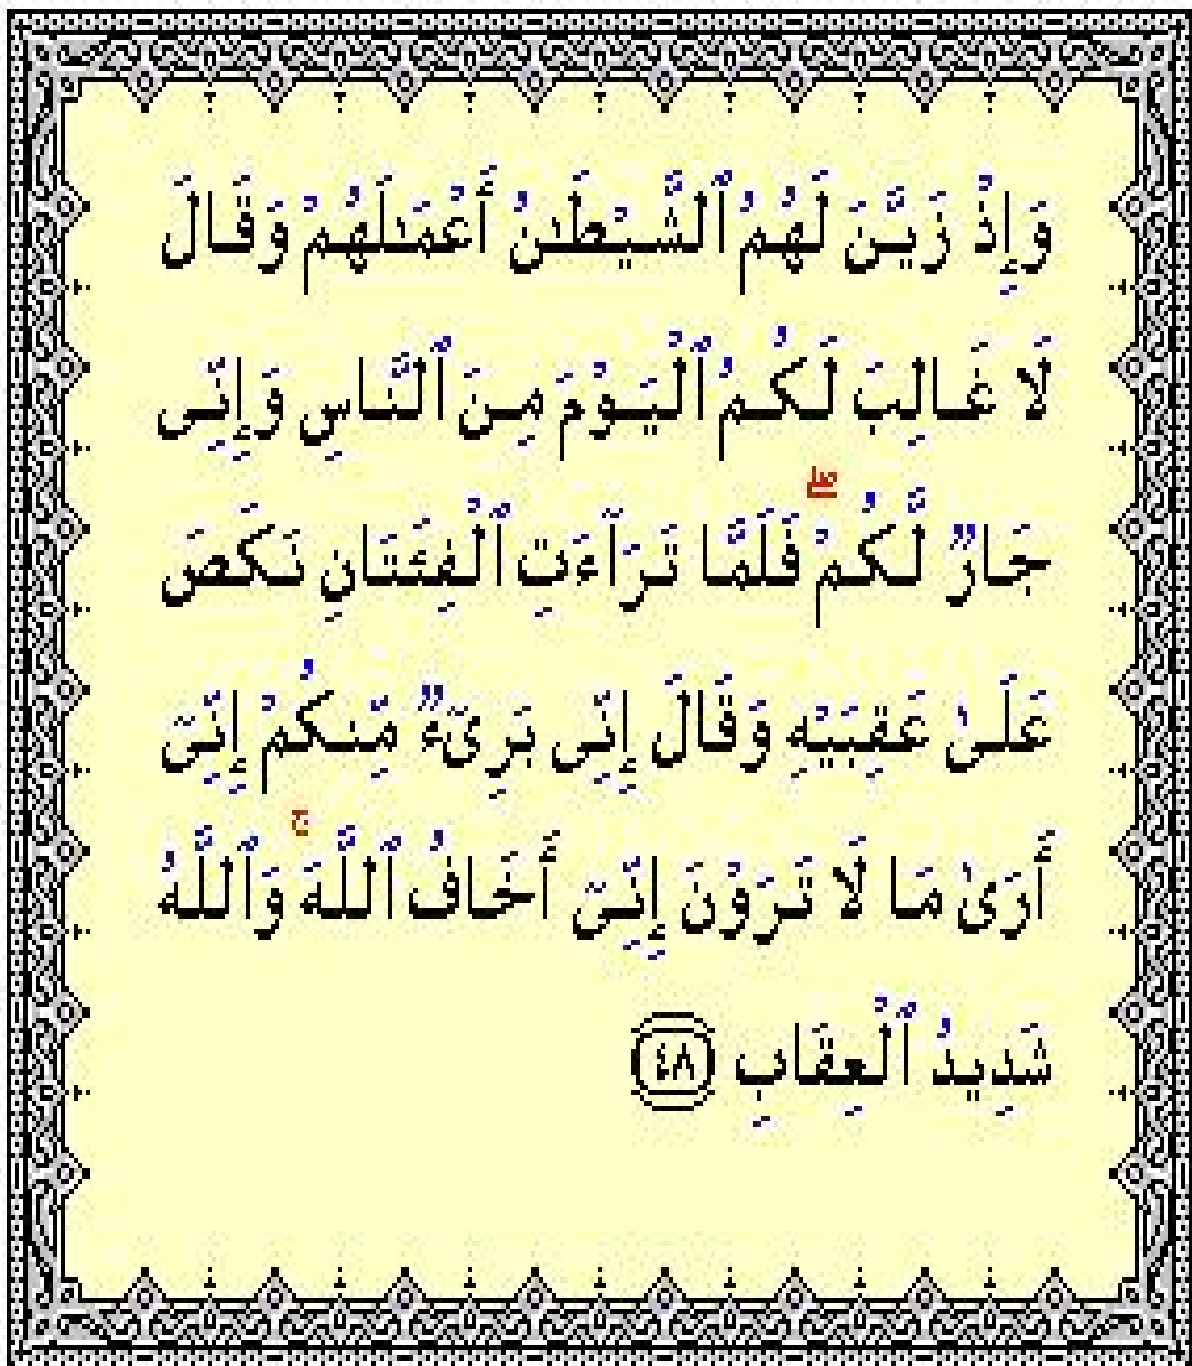 وَإِذْ زَيَّنَ لَهُمُ ٱلشَّيْطَٰنُ أَعْمَٰلَهُمْ وَقَالَ
لَا غَالِبَ لَكُمُ ٱلْيَوْمَ مِنَ ٱلنَّاسِ وَإِنِّى
جَارٌ لَّكُمْ ۖ فَلَمَّا تَرَآءَتِ ٱلْفِئَتَانِ نَكَصَ
عَلَىٰ عَقِبَيْهِ وَقَالَ إِنِّى بَرِىٓءٌ مِّنكُمْ إِنِّىٓ
أَرَىٰ مَا لَا تَرَوْنَ إِنِّىٓ أَخَافُ ٱللَّهَ ۚ وَٱللَّهُ
شَدِيدُ ٱلْعِقَابِ ٤٨